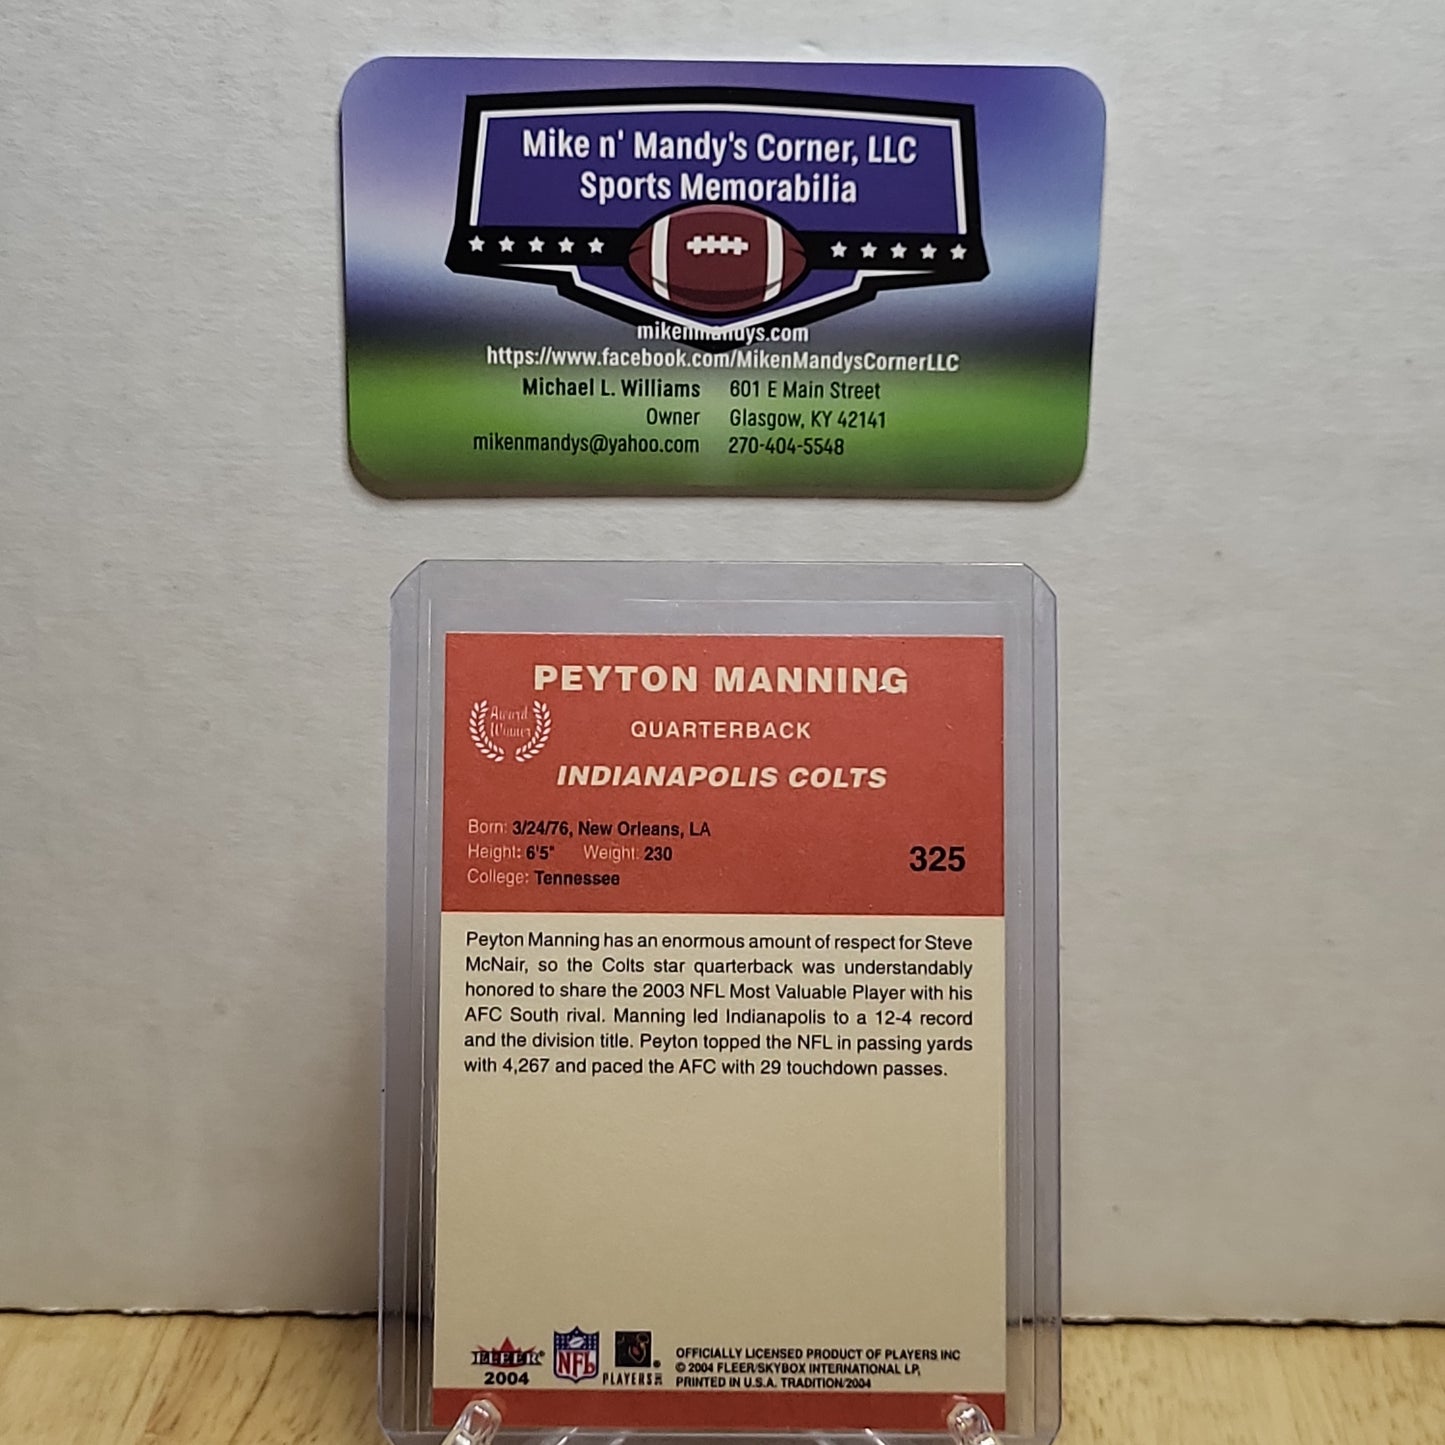 Mike n' Mandy's Corner, LLC
Sports Memorabilia
mikenmandys.com
https://www.facebook.com/MikenMandysCornerLLC
Michael L. Williams 601 E Main Street
Owner Glasgow, KY 42141
mikenmandys@yahoo.com 270-404-5548
PEYTON MANNING
Award
Winner
QUARTERBACK
INDIANAPOLIS COLTS
Born: 3/24/76, New Orleans, LA
Height: 6'5" Weight: 230
325
College: Tennessee
Peyton Manning has an enormous amount of respect for Steve
McNair, so the Colts star quarterback was understandably
honored to share the 2003 NFL Most Valuable Player with his
AFC South rival. Manning led Indianapolis to a 12-4 record
and the division title. Peyton topped the NFL in passing yards
with 4,267 and paced the AFC with 29 touchdown passes.
FLEER
2004
NFL
PLAYERS INC
OFFICIALLY LICENSED PRODUCT OF PLAYERS INC
© 2004 FLEER/SKYBOX INTERNATIONAL LP,
PRINTED IN U.S.A. TRADITION/2004